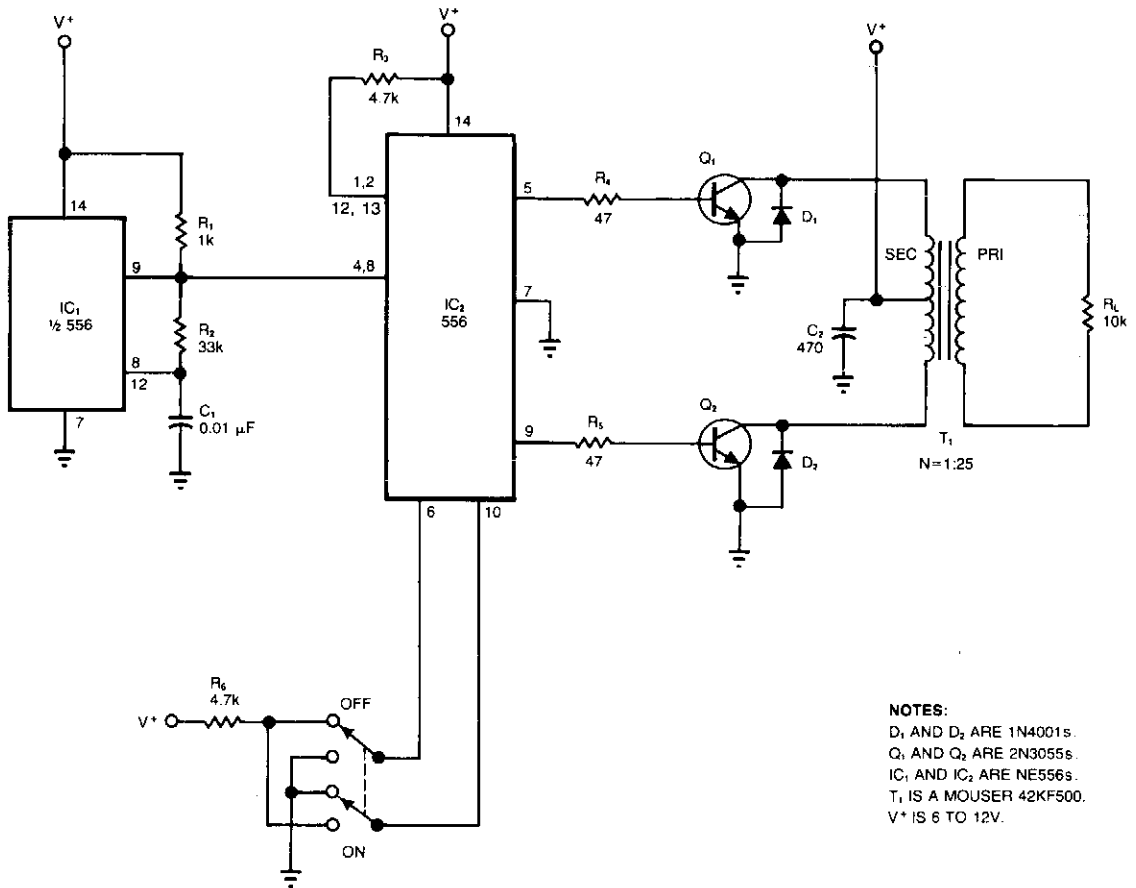 V+
V+
V+
R₃
4.7k
14
14
R₁
1k
9
IC₁
½ 556
R₂
33k
8
12
C₁
0.01 µF
7
1,2
12, 13
4,8
IC₂
556
5
7
9
6
10
R₄
47
R₅
47
Q₁
D₁
Q₂
D₂
SEC
PRI
C₂
470
R_L
10k
T₁
N=1:25
R₆
4.7k
V+
OFF
ON
NOTES:
D₁ AND D₂ ARE 1N4001s.
Q₁ AND Q₂ ARE 2N3055s.
IC₁ AND IC₂ ARE NE556s.
T₁ IS A MOUSER 42KF500.
V+ IS 6 TO 12V.